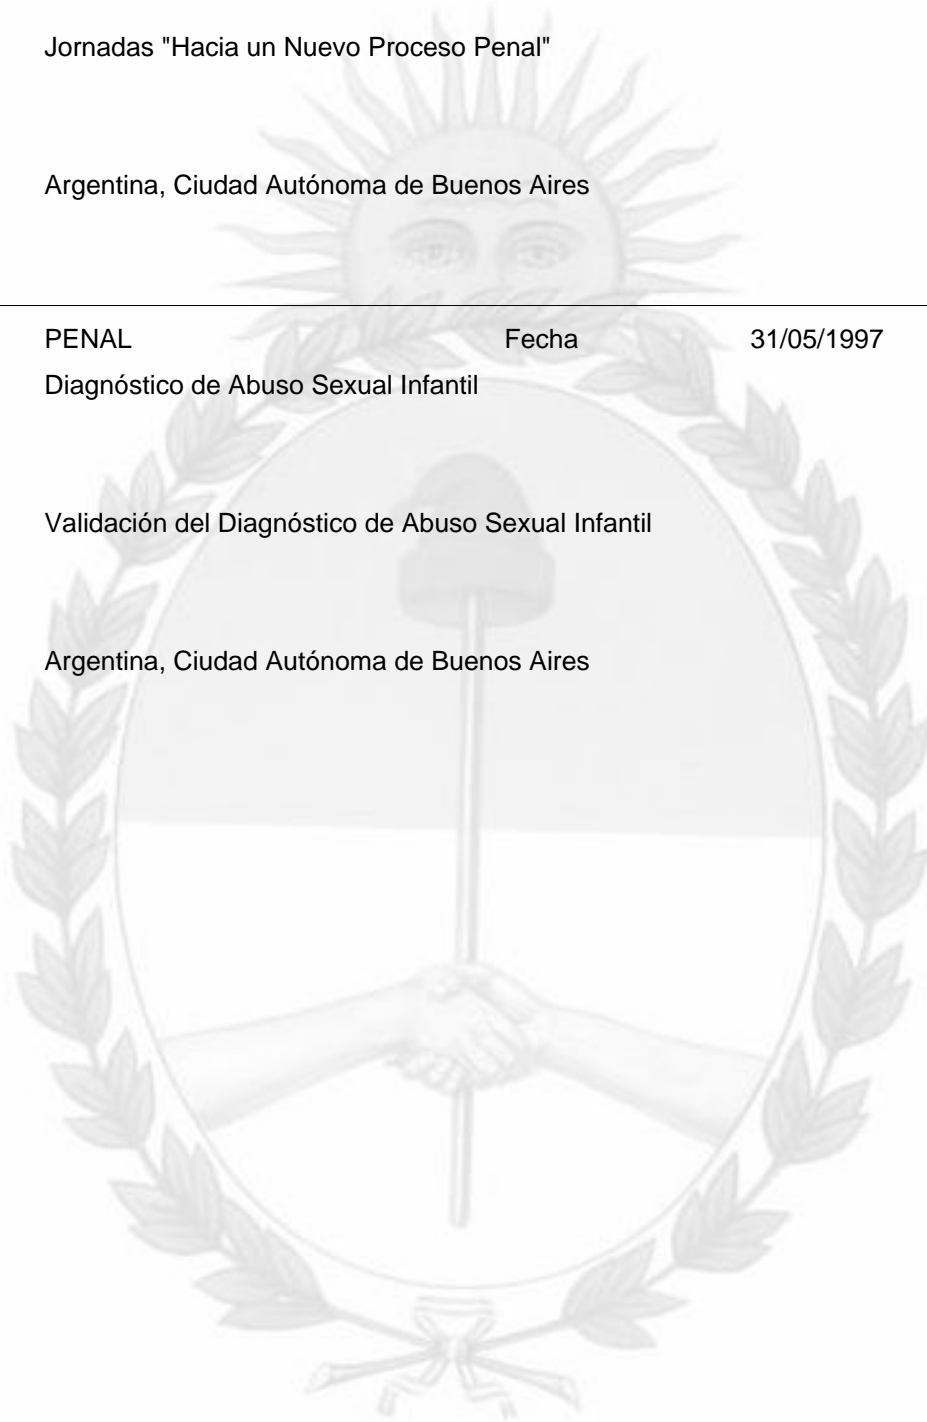 Jornadas "Hacia un Nuevo Proceso Penal"
Argentina, Ciudad Autónoma de Buenos Aires
PENAL Fecha 31/05/1997
Diagnóstico de Abuso Sexual Infantil
Validación del Diagnóstico de Abuso Sexual Infantil
Argentina, Ciudad Autónoma de Buenos Aires